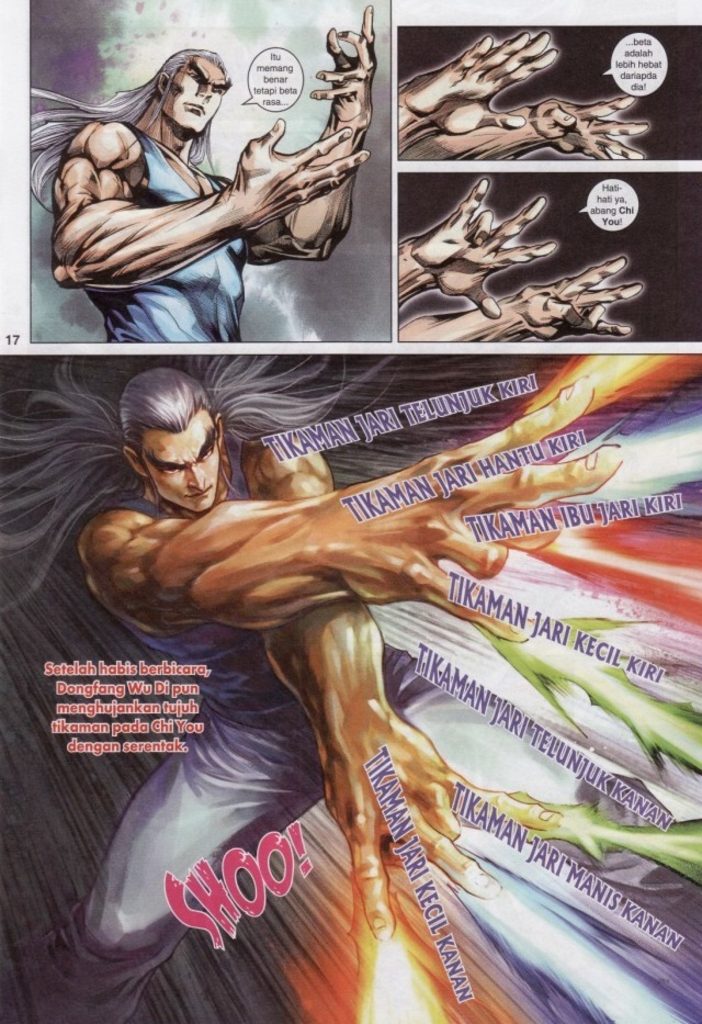 Itu
memang
benar
tetapi beta
rasa...
...beta
adalah
lebih hebat
dariapda
dia!
Hati-
hati ya,
abang Chi
You!
17
TIKAMAN JARI TELUNJUK KIRI
TIKAMAN JARI HANTU KIRI
TIKAMAN IBU JARI KIRI
TIKAMAN JARI KECIL KIRI
TIKAMAN JARI TELUNJUK KANAN
TIKAMAN JARI MANIS KANAN
TIKAMAN JARI KECIL KANAN
Setelah habis berbicara,
Dongfang Wu Di pun
menghujankan tujuh
tikaman pada Chi You
dengan serentak.
SHOO!